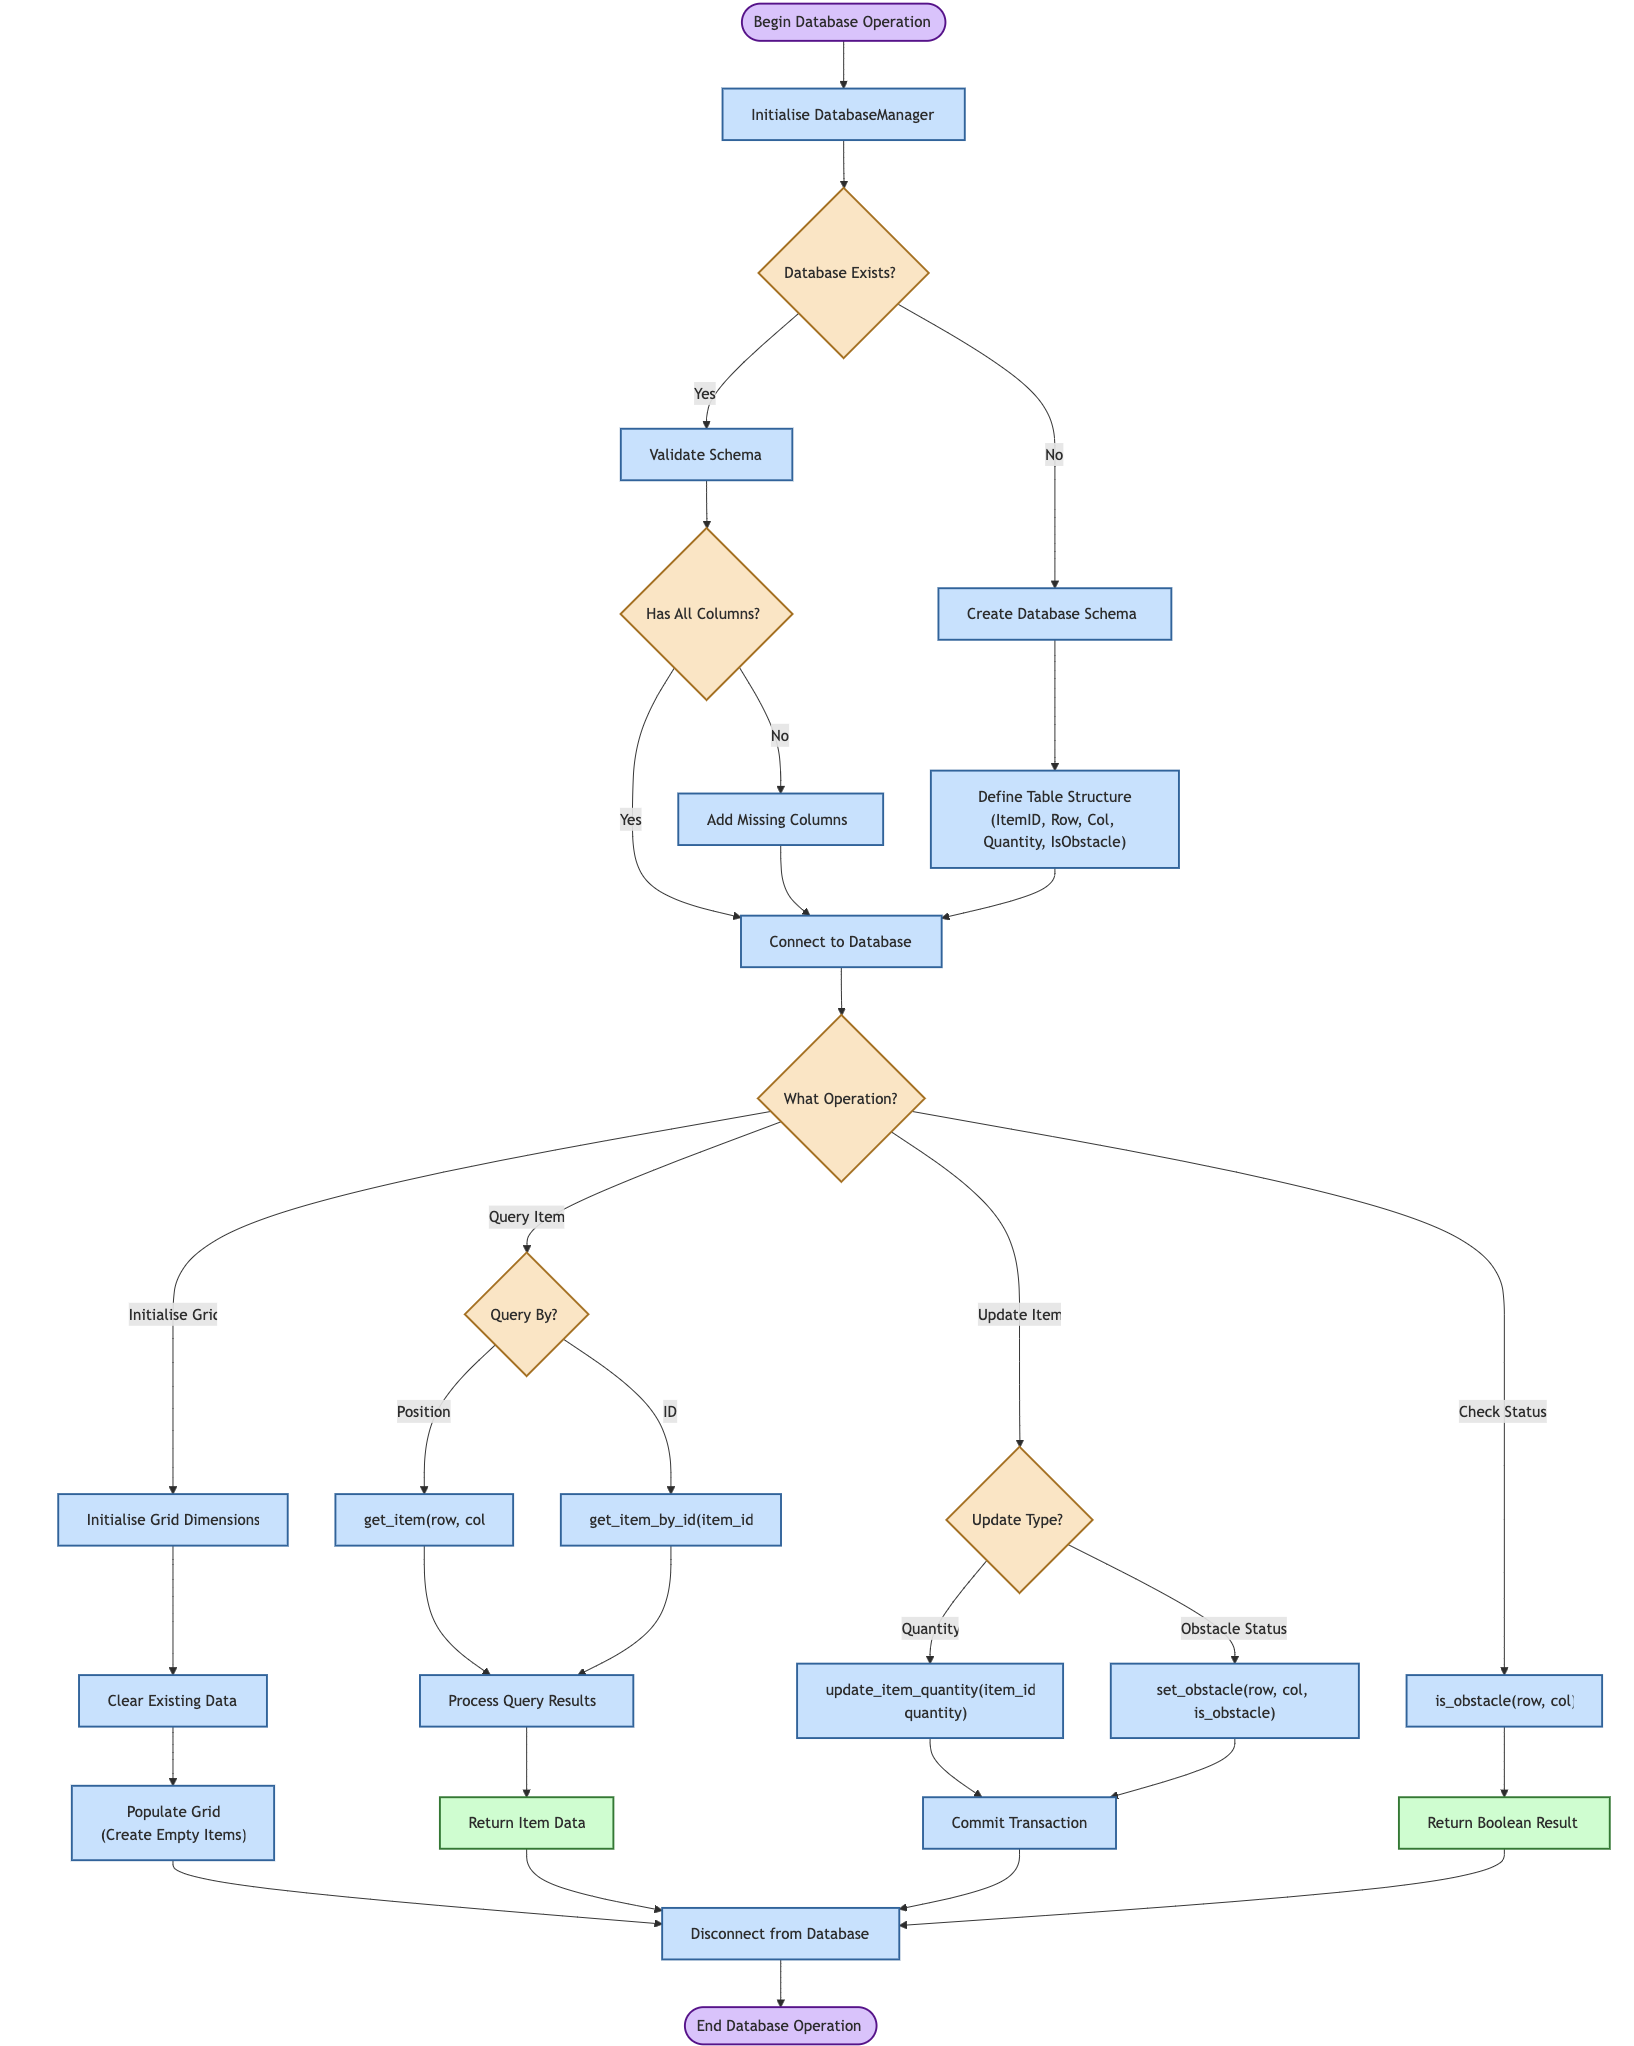 Begin Database Operation
Initialise DatabaseManager
Database Exists?
Yes
No
Validate Schema
Has All Columns?
Create Database Schema
No
Yes
Add Missing Columns
Define Table Structure
(ItemID, Row, Col,
Quantity, IsObstacle)
Connect to Database
What Operation?
Query Item
Initialise Grid
Query By?
Update Item
Position
ID
Check Status
Initialise Grid Dimensions
get_item(row, col
get_item_by_id(item_id
Update Type?
Quantity
Obstacle Status
Clear Existing Data
Process Query Results
update_item_quantity(item_id
quantity)
set_obstacle(row, col,
is_obstacle)
is_obstacle(row, col)
Populate Grid
(Create Empty Items)
Return Item Data
Commit Transaction
Return Boolean Result
Disconnect from Database
End Database Operation